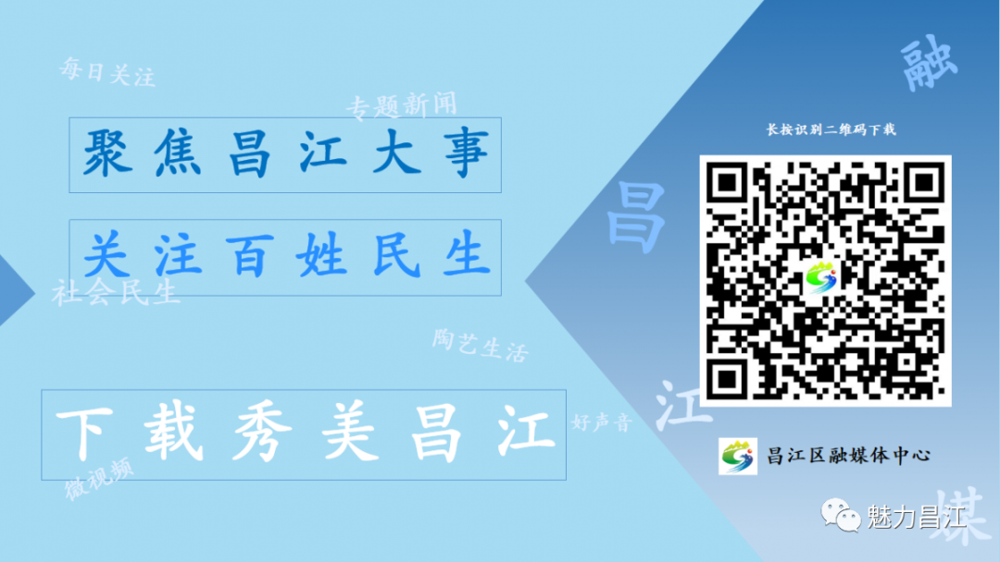 每日关注
专题新闻
聚焦昌江大事
关注百姓民生
社会民生
陶艺生活
下载秀美昌江
微视频
好声音
融
长按识别二维码下载
昌
江
昌江区融媒体中心
魅力昌江
媒